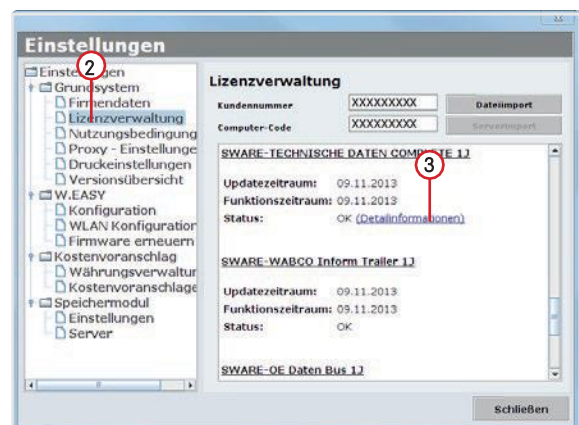 Einstellungen
Einste gen
2
Grundsystem
Firmendaten
Lizenzverwaltung
Nutzungsbedingung
Proxy - Einstellunge
Druckeinstellungen
Versionsübersicht
W.EASY
Konfiguration
WLAN Konfiguration
Firmware erneuern
Kostenvoranschlag
Währungsverwaltur
Kostenvoranschlage
Speichermodul
Einstellungen
Server
Lizenzverwaltung
Kundennummer XXXXXXXXX Dateiimport
Computer-Code XXXXXXXXX Serverimport
SWARE-TECHNISCHE DATEN COMPLETE 1J
3
Updatezeitraum: 09.11.2013
Funktionszeitraum: 09.11.2013
Status: OK (Detailinformationen)
SWARE-WABCO Inform Trailer 1J
Updatezeitraum: 09.11.2013
Funktionszeitraum: 09.11.2013
Status: OK
SWARE-OE Daten Bus 1J
Schließen